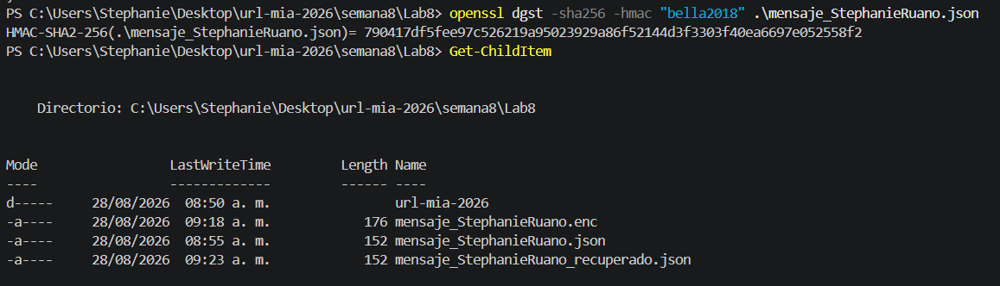 PS C:\Users\Stephanie\Desktop\url-mia-2026\semana8\Lab8> openssl dgst -sha256 -hmac "bella2018" .\mensaje_StephanieRuano.json
HMAC-SHA2-256(.\mensaje_StephanieRuano.json)= 790417df5fee97c526219a95023929a86f52144d3f3303f40ea6697e052558f2
PS C:\Users\Stephanie\Desktop\url-mia-2026\semana8\Lab8> Get-ChildItem
Directorio: C:\Users\Stephanie\Desktop\url-mia-2026\semana8\Lab8
Mode LastWriteTime Length Name
---- ------------- ------ ----
d----- 28/08/2026 08:50 a. m. url-mia-2026
-a---- 28/08/2026 09:18 a. m. 176 mensaje_StephanieRuano.enc
-a---- 28/08/2026 08:55 a. m. 152 mensaje_StephanieRuano.json
-a---- 28/08/2026 09:23 a. m. 152 mensaje_StephanieRuano_recuperado.json